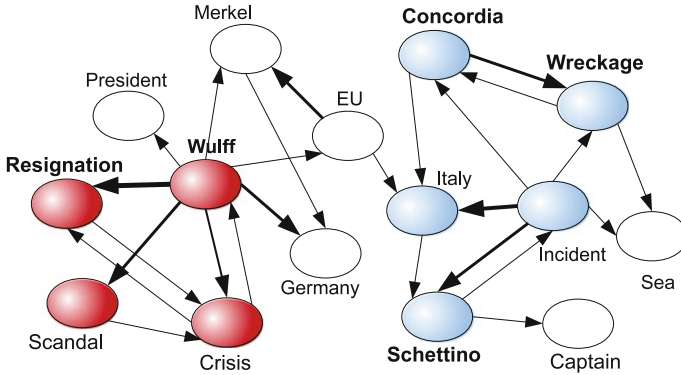 Merkel
Concordia
Wreckage
President
EU
Wulff
Resignation
Italy
Incident
Sea
Germany
Scandal
Crisis
Schettino
Captain